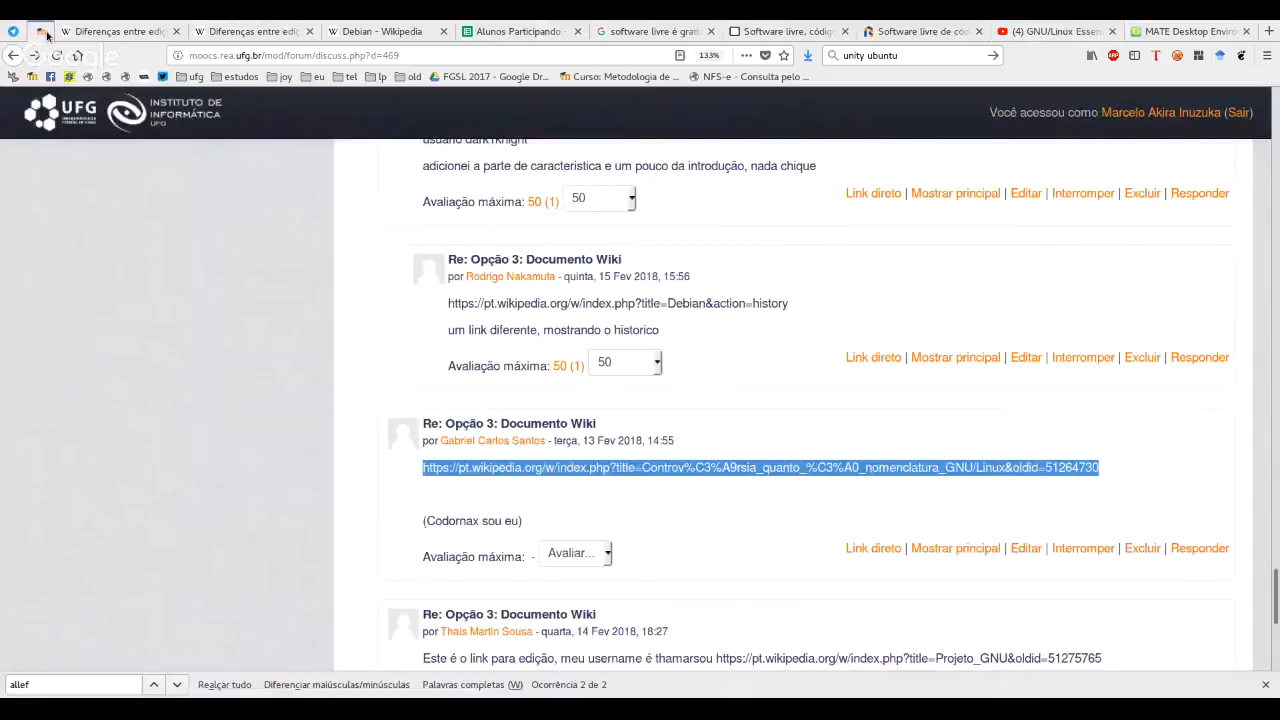 Diferenças entre ediç
Diferenças entre ediç
Debian - Wikipedia
Alunos Participando -
software livre é grati
Software livre, código
Software livre de cód
(4) GNU/Linux Essen
MATE Desktop Enviro
moocs.rea.ufg.br/mod/forum/discuss.php?d=469
133%
unity ubuntu
Google
ufg
estudos
joy
eu
tel
lp
old
FGSL 2017 - Google Dr...
Curso: Metodologia de ...
NFS-e - Consulta pelo ...
UFG
INSTITUTO DE
INFORMÁTICA
UFG
Você acessou como Marcelo Akira Inuzuka (Sair)
usuario dark1knight
adicionei a parte de caracteristica e um pouco da introdução, nada chique
Avaliação máxima: 50 (1) 50
Link direto | Mostrar principal | Editar | Interromper | Excluir | Responder
Re: Opção 3: Documento Wiki
por Rodrigo Nakamuta - quinta, 15 Fev 2018, 15:56
https://pt.wikipedia.org/w/index.php?title=Debian&action=history
um link diferente, mostrando o historico
Avaliação máxima: 50 (1) 50
Link direto | Mostrar principal | Editar | Interromper | Excluir | Responder
Re: Opção 3: Documento Wiki
por Gabriel Carlos Santos - terça, 13 Fev 2018, 14:55
https://pt.wikipedia.org/w/index.php?title=Controv%C3%A9rsia_quanto_%C3%A0_nomenclatura_GNU/Linux&oldid=51264730
(Codornax sou eu)
Avaliação máxima: - Avaliar...
Link direto | Mostrar principal | Editar | Interromper | Excluir | Responder
Re: Opção 3: Documento Wiki
por Thais Martin Sousa - quarta, 14 Fev 2018, 18:27
Este é o link para edição, meu username é thamarsou https://pt.wikipedia.org/w/index.php?title=Projeto_GNU&oldid=51275765
allef
Realçar tudo
Diferençiar maiúsculas/minúsculas
Palavras completas (W)
Ocorrência 2 de 2